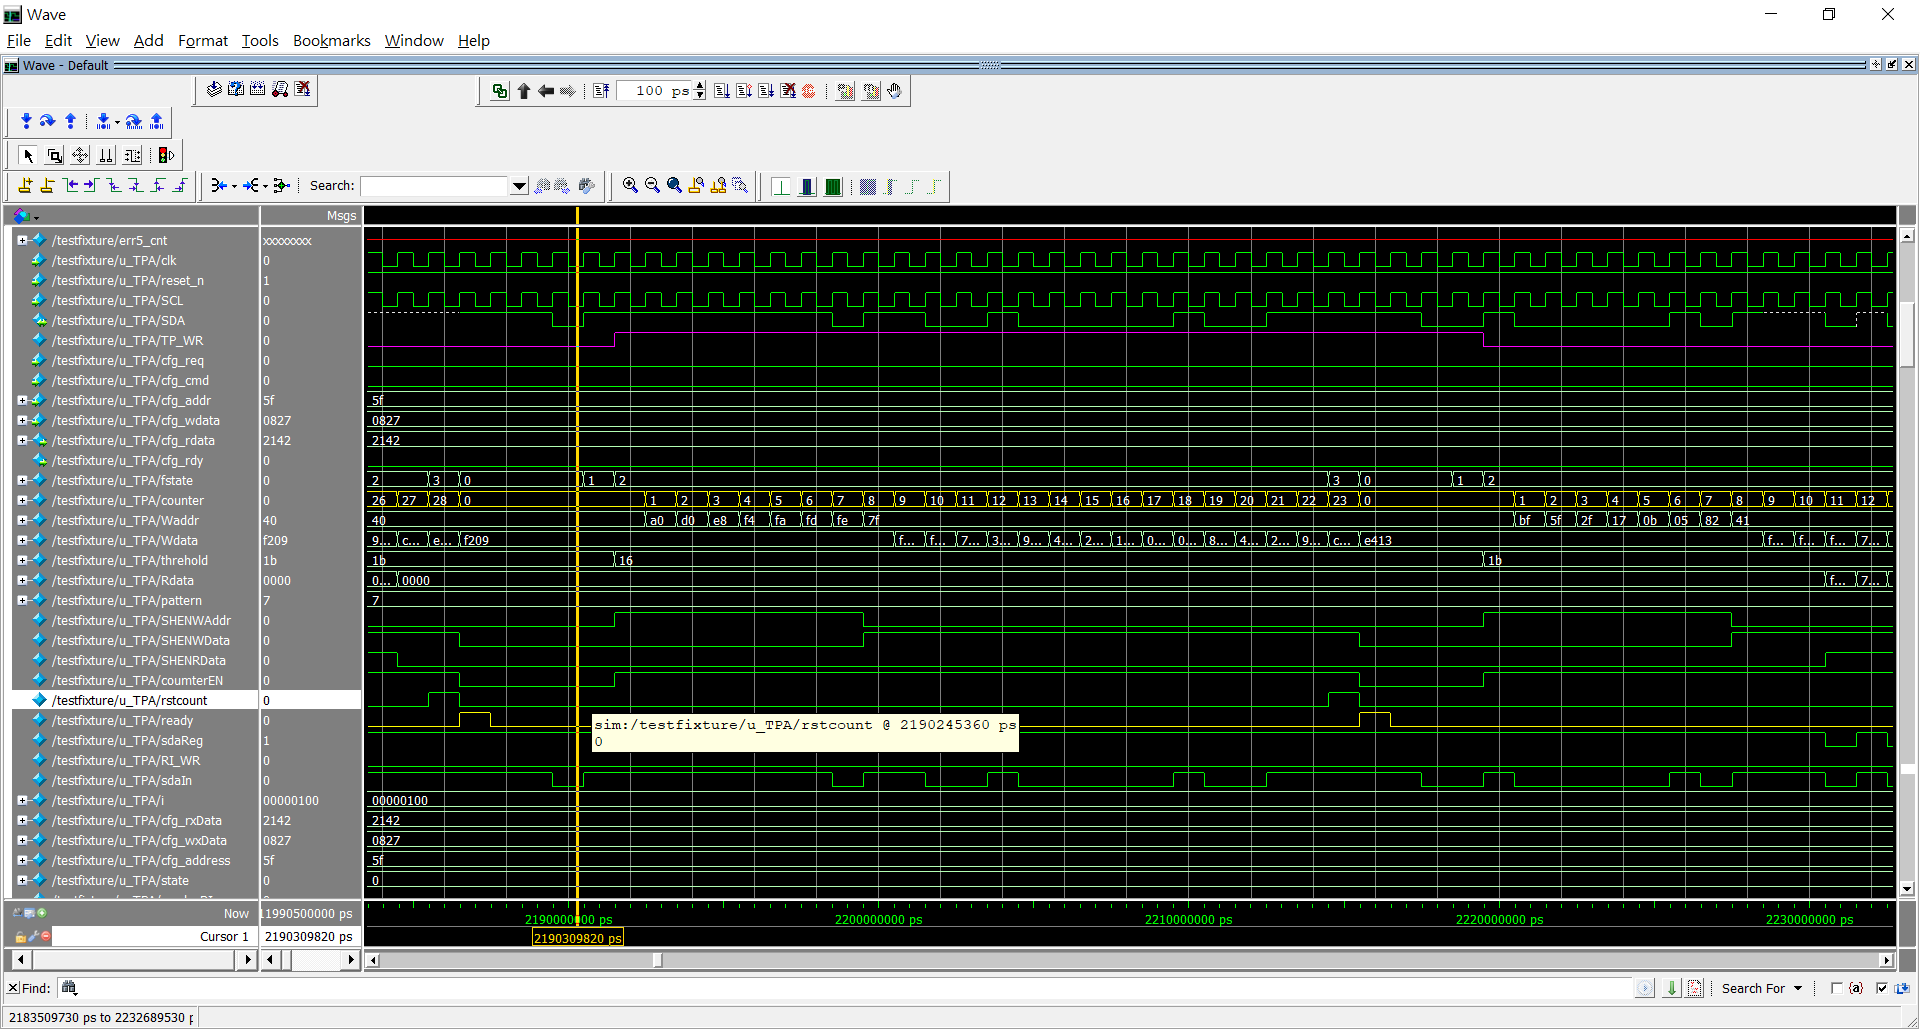 Wave
File Edit View Add Format Tools Bookmarks Window Help
Wave - Default
100 ps
Search:
Msgs
/testfixture/err5_cnt xxxxxxxx
/testfixture/u_TPA/clk 0
/testfixture/u_TPA/reset_n 1
/testfixture/u_TPA/SCL 0
/testfixture/u_TPA/SDA 0
/testfixture/u_TPA/TP_WR 0
/testfixture/u_TPA/cfg_req 0
/testfixture/u_TPA/cfg_cmd 0
/testfixture/u_TPA/cfg_addr 5f 5f
/testfixture/u_TPA/cfg_wdata 0827 0827
/testfixture/u_TPA/cfg_rdata 2142 2142
/testfixture/u_TPA/cfg_rdy 0
/testfixture/u_TPA/fstate 0 2 3 0 1 2 3 0 1 2
/testfixture/u_TPA/counter 0 26 27 28 0 1 2 3 4 5 6 7 8 9 10 11 12 13 14 15 16 17 18 19 20 21 22 23 0 1 2 3 4 5 6 7 8 9 10 11 12
/testfixture/u_TPA/Waddr 40 40 a0 d0 e8 f4 fa fd fe 7f bf 5f 2f 17 0b 05 82 41
/testfixture/u_TPA/Wdata f209 9... c... e... f209 f... f... 7... 3... 9... 4... 2... 1... 0... 0... 8... 4... 2... 9... c... e413 f... f... f... 7...
/testfixture/u_TPA/threhold 1b 1b 16 1b
/testfixture/u_TPA/Rdata 0000 0... 0000 f... 7...
/testfixture/u_TPA/pattern 7 7
/testfixture/u_TPA/SHENWAddr 0
/testfixture/u_TPA/SHENWData 0
/testfixture/u_TPA/SHENRData 0
/testfixture/u_TPA/counterEN 0
/testfixture/u_TPA/rstcount 0
/testfixture/u_TPA/ready 0
sim:/testfixture/u_TPA/rstcount @ 2190245360 ps
0
/testfixture/u_TPA/sdaReg 1
/testfixture/u_TPA/RI_WR 0
/testfixture/u_TPA/sdaIn 0
/testfixture/u_TPA/i 00000100 00000100
/testfixture/u_TPA/cfg_rxData 2142 2142
/testfixture/u_TPA/cfg_wxData 0827 0827
/testfixture/u_TPA/cfg_address 5f 5f
/testfixture/u_TPA/state 0 0
Now 11990500000 ps 2190000000 ps 2200000000 ps 2210000000 ps 2220000000 ps 2230000000 ps
Cursor 1 2190309820 ps 2190309820 ps
Find: Search For {a}
2183509730 ps to 2232689530 p